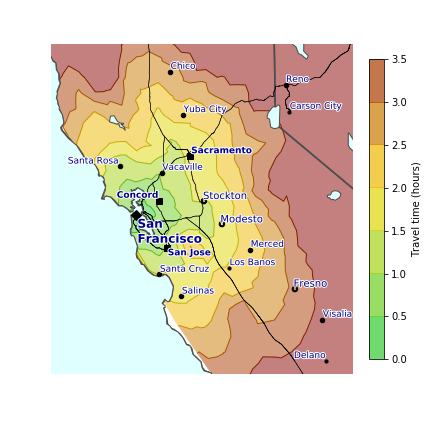 Chico
Reno
Yuba City
Carson City
Sacramento
Santa Rosa
Vacaville
Concord
Stockton
San
Francisco
Modesto
San Jose
Merced
Santa Cruz
Los Banos
Salinas
Fresno
Visalia
Delano
3.5
3.0
2.5
2.0
1.5
1.0
0.5
0.0
Travel time (hours)